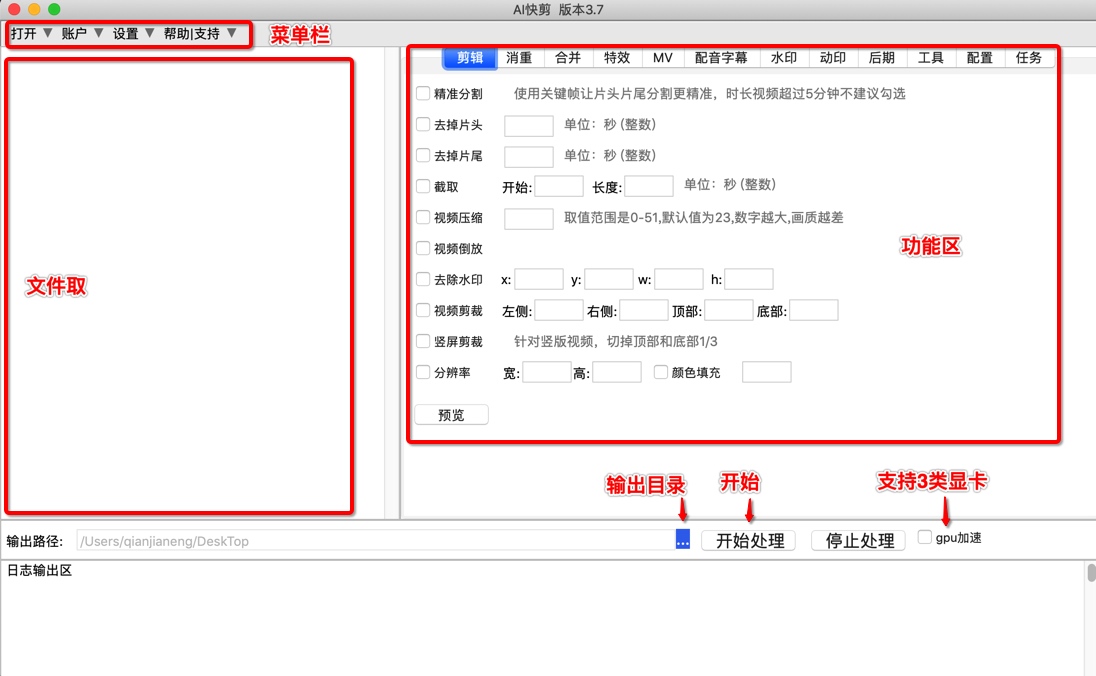 AI快剪 版本3.7
打开 ▼ 账户 ▼ 设置 ▼ 帮助|支持 ▼ 菜单栏
剪辑 消重 合并 特效 MV 配音字幕 水印 动印 后期 工具 配置 任务
精准分割 使用关键帧让片头片尾分割更精准，时长视频超过5分钟不建议勾选
去掉片头 单位：秒 (整数)
去掉片尾 单位：秒 (整数)
截取 开始: 长度: 单位：秒 (整数)
视频压缩 取值范围是0-51,默认值为23,数字越大,画质越差
视频倒放
功能区
去除水印 x: y: w: h:
文件取
视频剪裁 左侧: 右侧: 顶部: 底部:
竖屏剪裁 针对竖版视频，切掉顶部和底部1/3
分辨率 宽: 高: 颜色填充
预览
输出目录 开始 支持3类显卡
输出路径: /Users/qianjianeng/DeskTop ... 开始处理 停止处理 gpu加速
日志输出区